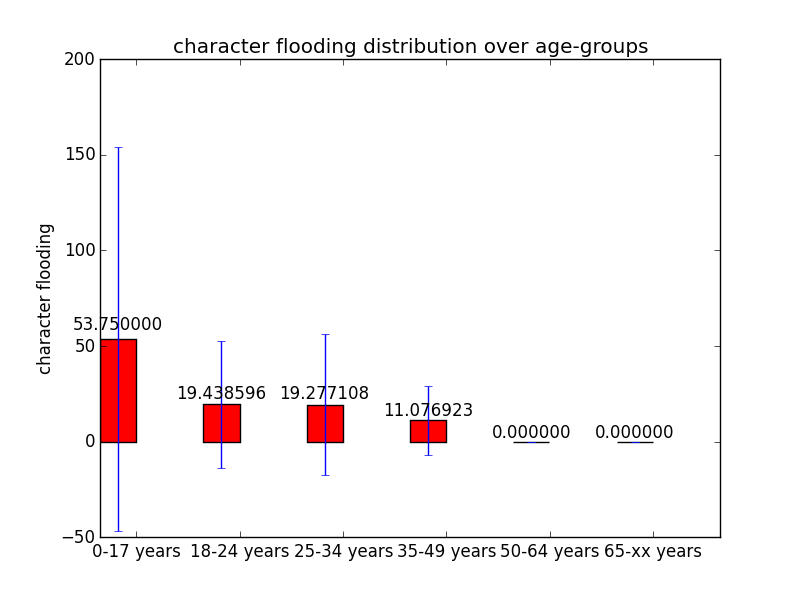 character flooding distribution over age-groups
200
150
100
50
0
−50
character flooding
53.750000
19.438596
19.277108
11.076923
0.000000
0.000000
0-17 years
18-24 years
25-34 years
35-49 years
50-64 years
65-xx years